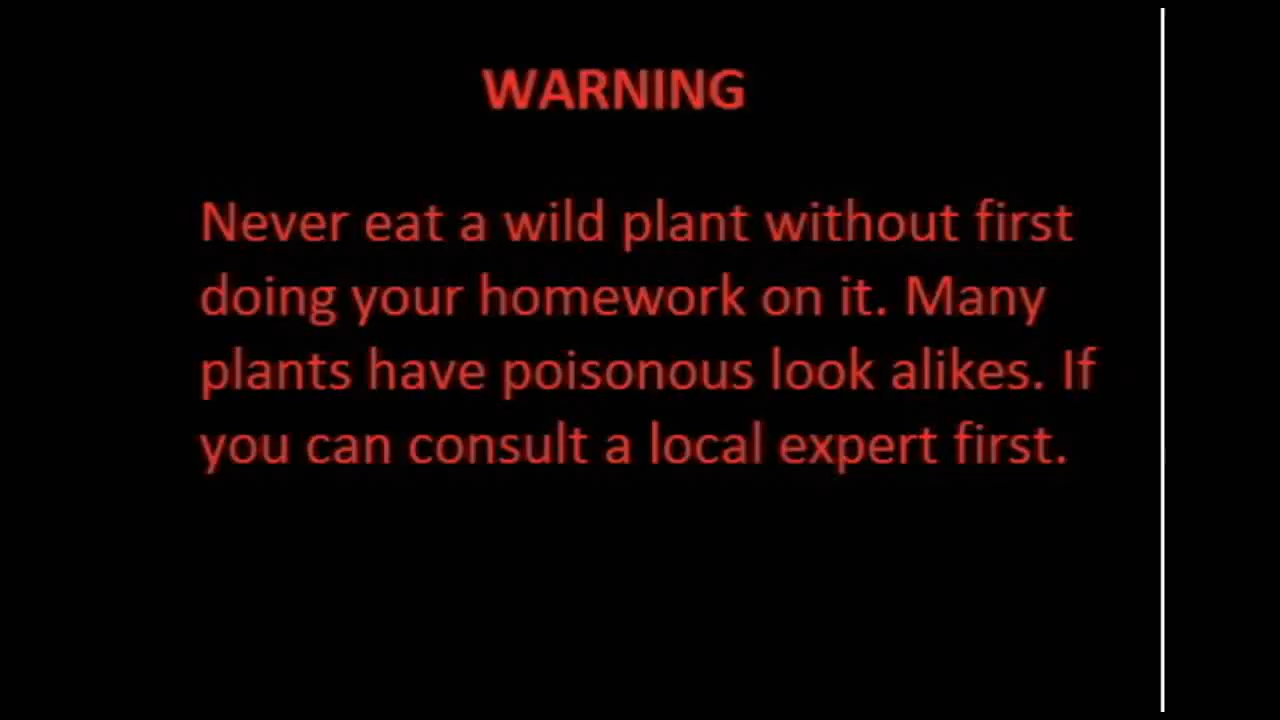 WARNING
Never eat a wild plant without first
doing your homework on it. Many
plants have poisonous look alikes. If
you can consult a local expert first.